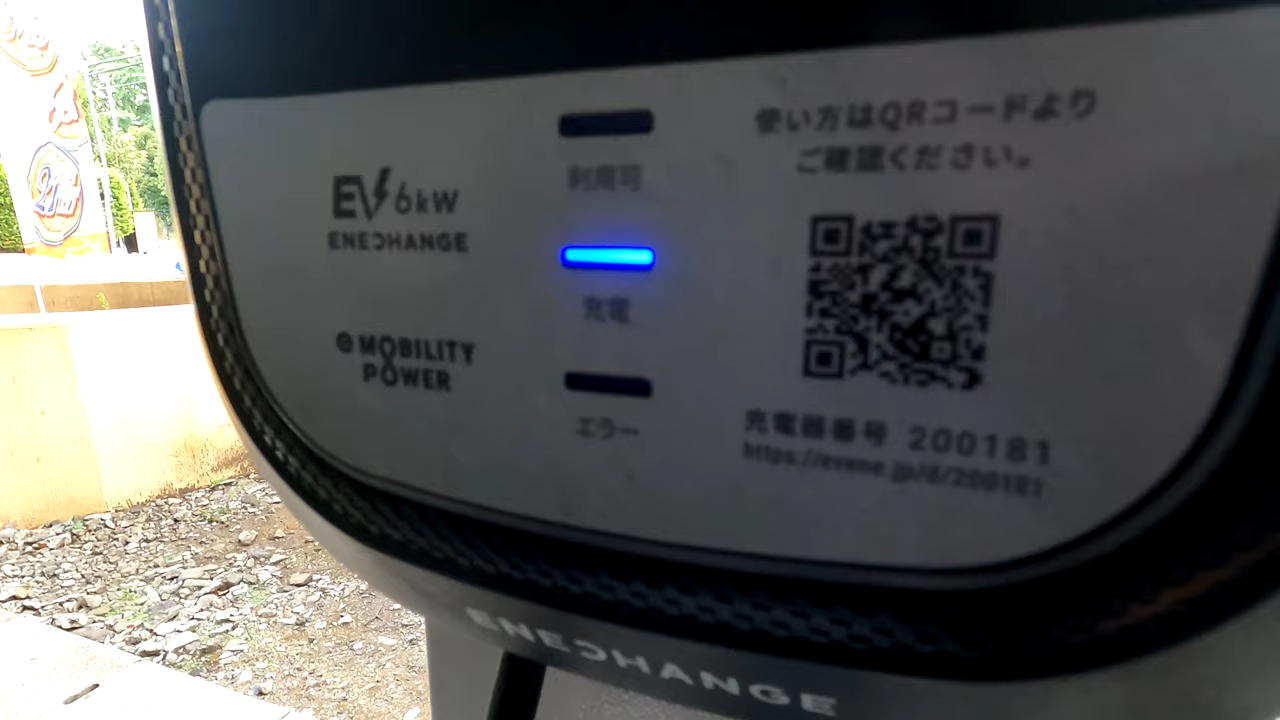 EV 6kW
ENECHANGE
e MOBILITY
POWER
利用可
充電
エラー
使い方はQRコードより
ご確認ください。
充電器番号 200181
https://evene.jp/d/200181
ENECHANGE